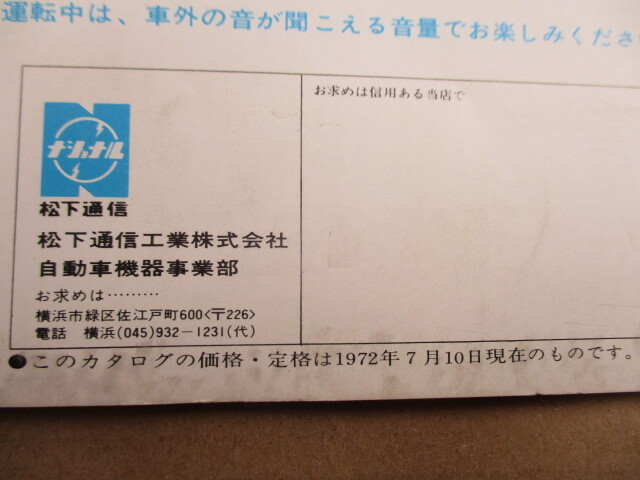 運転中は、車外の音が聞こえる音量でお楽しみくださ
お求めは信用ある当店で
ナショナル
松下通信
松下通信工業株式会社
自動車機器事業部
お求めは………
横浜市緑区佐江戸町600<〒226>
電話 横浜(045)932-1231(代)
●このカタログの価格・定格は1972年7月10日現在のものです。